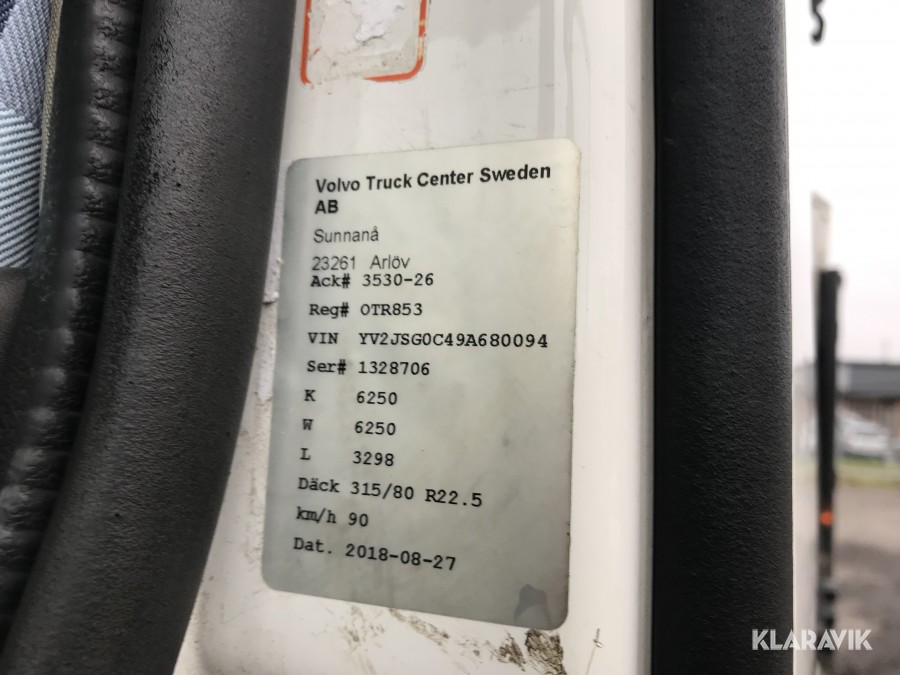 Volvo Truck Center Sweden
AB
Sunnanå
23261 Arlöv
Ack# 3530-26
Reg# OTR853
VIN YV2JSG0C49A680094
Ser# 1328706
K 6250
W 6250
L 3298
Däck 315/80 R22.5
km/h 90
Dat. 2018-08-27
KLARAVIK